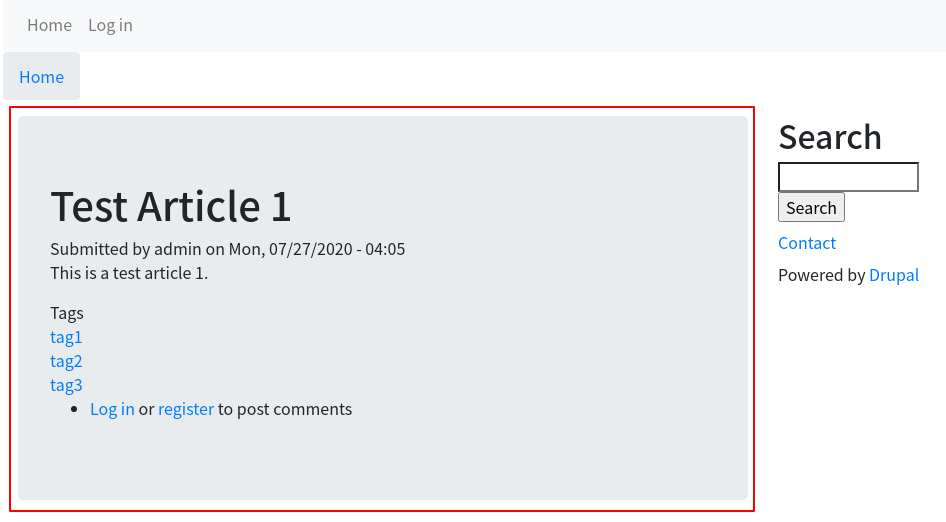 Home Log in
Home
Test Article 1
Submitted by admin on Mon, 07/27/2020 - 04:05
This is a test article 1.
Tags
tag1
tag2
tag3
Log in or register to post comments
Search
Search
Contact
Powered by Drupal